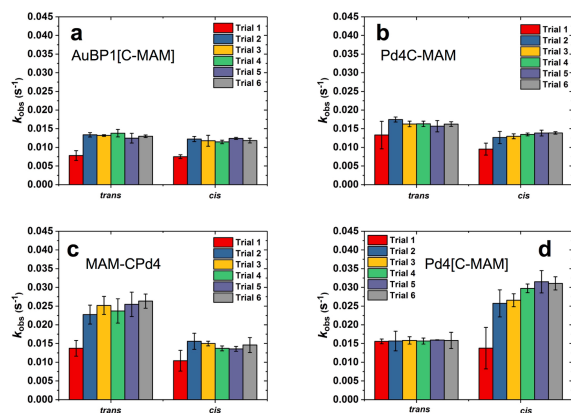 a
AuBP1[C-MAM]
Trial 1
Trial 2
Trial 3
Trial 4
Trial 5
Trial 6
kobs (S⁻¹)
0.045
0.040
0.035
0.030
0.025
0.020
0.015
0.010
0.005
0.000
trans
cis
b
Pd4C-MAM
Trial 1
Trial 2
Trial 3
Trial 4
Trial 5
Trial 6
kobs (S⁻¹)
0.045
0.040
0.035
0.030
0.025
0.020
0.015
0.010
0.005
0.000
trans
cis
c
MAM-CPd4
Trial 1
Trial 2
Trial 3
Trial 4
Trial 5
Trial 6
kobs (S⁻¹)
0.045
0.040
0.035
0.030
0.025
0.020
0.015
0.010
0.005
0.000
trans
cis
Trial 1
Trial 2
Trial 3
Trial 4
Trial 5
Trial 6
d
Pd4[C-MAM]
kobs (S⁻¹)
0.045
0.040
0.035
0.030
0.025
0.020
0.015
0.010
0.005
0.000
trans
cis